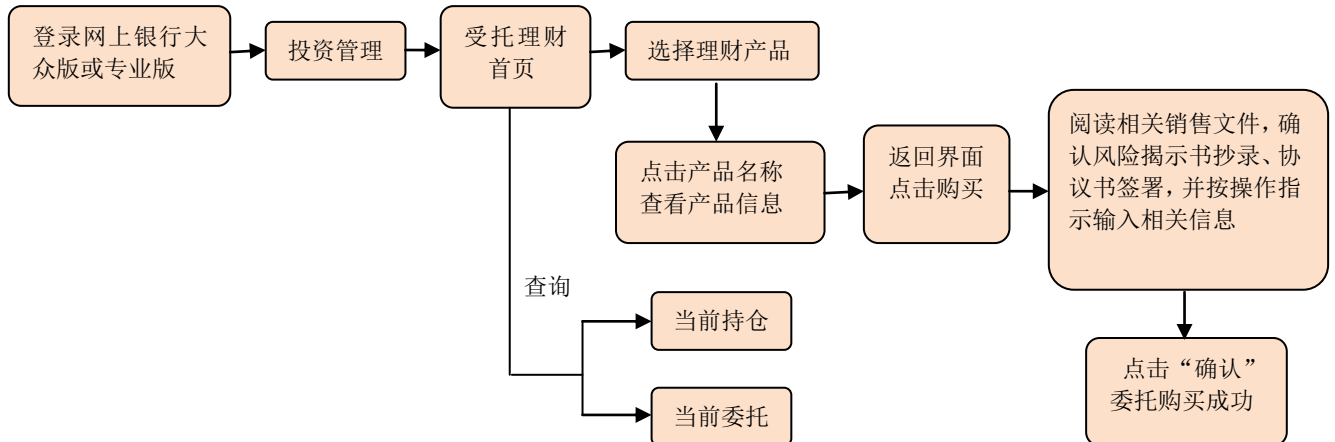 登录网上银行大
众版或专业版
投资管理
受托理财
首页
选择理财产品
点击产品名称
查看产品信息
返回界面
点击购买
阅读相关销售文件，确
认风险揭示书抄录、协
议书签署，并按操作指
示输入相关信息
点击“确认”
委托购买成功
查询
当前持仓
当前委托